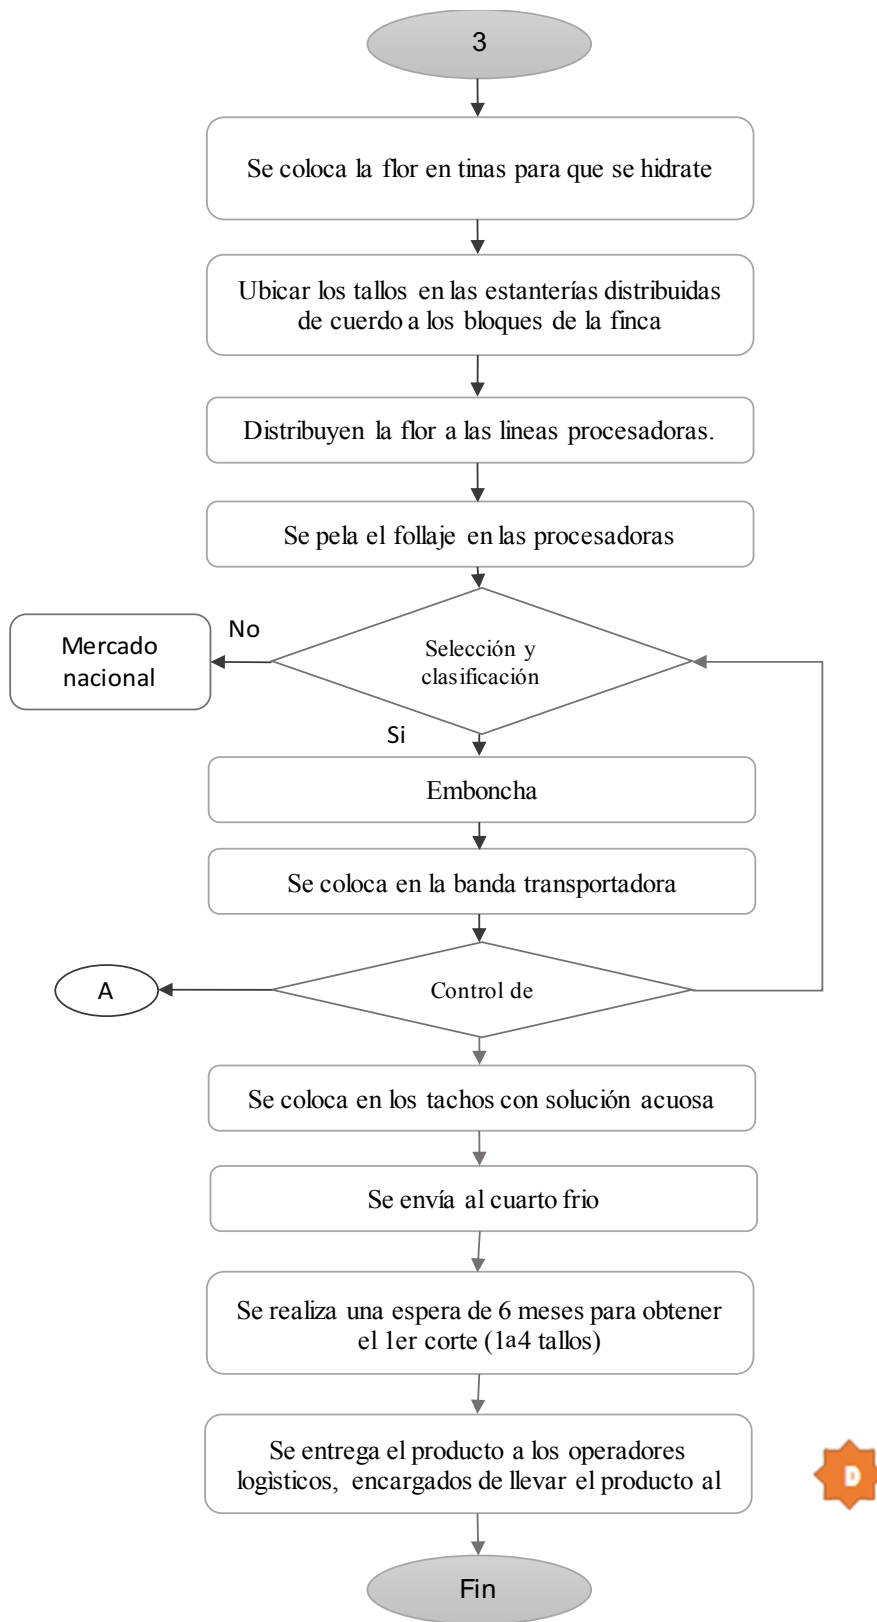 3
Se coloca la flor en tinas para que se hidrate
Ubicar los tallos en las estanterías distribuidas
de cuerdo a los bloques de la finca
Distribuyen la flor a las lineas procesadoras.
Se pela el follaje en las procesadoras
No
Mercado
nacional
Selección y
clasificación
Si
Emboncha
Se coloca en la banda transportadora
A
Control de
Se coloca en los tachos con solución acuosa
Se envía al cuarto frio
Se realiza una espera de 6 meses para obtener
el 1er corte (1a4 tallos)
Se entrega el producto a los operadores
logìsticos, encargados de llevar el producto al
D
Fin